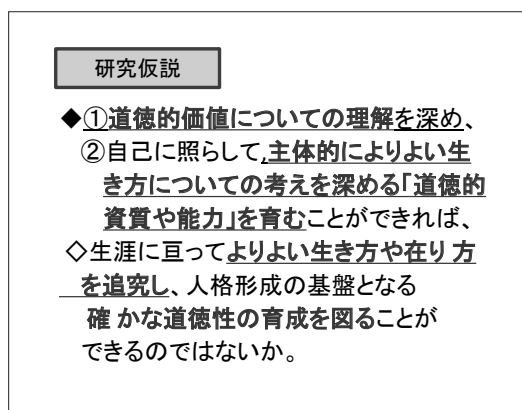 研究仮説
◆①道徳的価値についての理解を深め、
②自己に照らして,主体的によりよい生
き方についての考えを深める「道徳的
資質や能力」を育むことができれば、
◇生涯に亘ってよりよい生き方や在り方
を追究し、人格形成の基盤となる
確かな道徳性の育成を図ることが
できるのではないか。